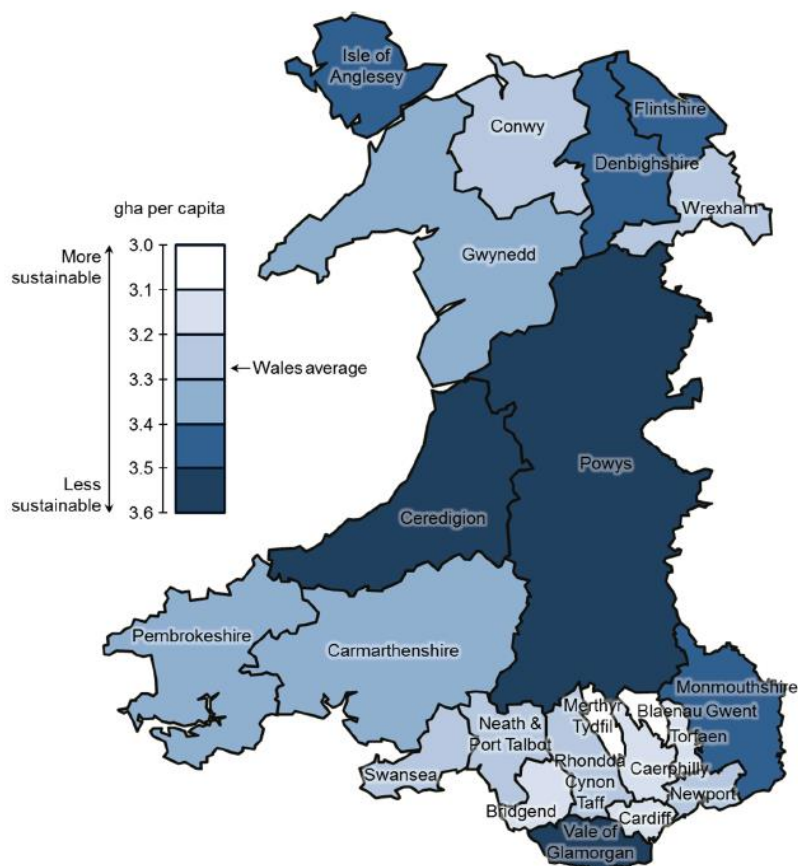 Isle of
Anglesey
Flintshire
Conwy
Denbighshire
Wrexham
gha per capita
More
sustainable
3.0
3.1
3.2
3.3
3.4
3.5
3.6
Wales average
Less
sustainable
Gwynedd
Powys
Ceredigion
Pembrokeshire
Carmarthenshire
Monmouthshire
Merthyr
Tydfil
Blaenau Gwent
Torfaen
Neath &
Port Talbot
Rhondda
Cynon
Taff
Caerphilly
Swansea
Newport
Bridgend
Cardiff
Vale of
Glamorgan